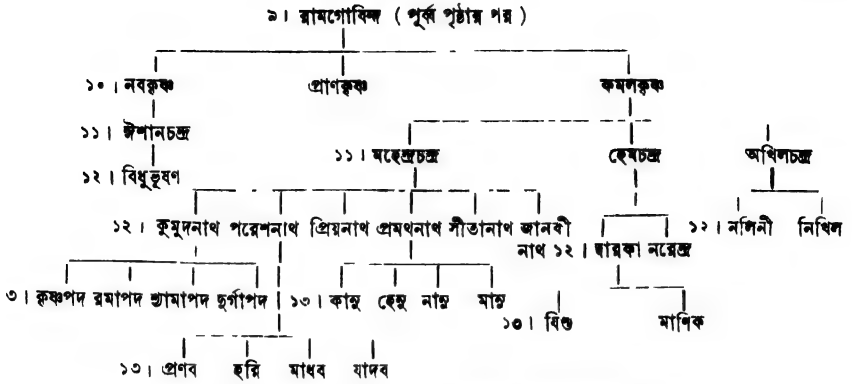 ৯। রামগোবিন্দ ( পূর্ব্ব পৃষ্ঠার পর )
১০। নবকৃষ্ণ প্রাণকৃষ্ণ কমলকৃষ্ণ
১১। ঈশানচন্দ্র
১১। মহেন্দ্রচন্দ্র হেমচন্দ্র অখিলচন্দ্র
১২। বিধুভূষণ
১২। কুমুদনাথ পরেশনাথ প্রিয়নাথ প্রমথনাথ সীতানাথ জানকী
নাথ ১২। দ্বারকা নরেন্দ্র ১২। নলিনী নিখিল
৩। কৃষ্ণপদ রমাপদ শ্যামাপদ দুর্গাপদ ১৩। কানু হেনু নানু মানু
১৩। যিশু মাণিক
১৩। প্রণব হরি মাধব যাদব